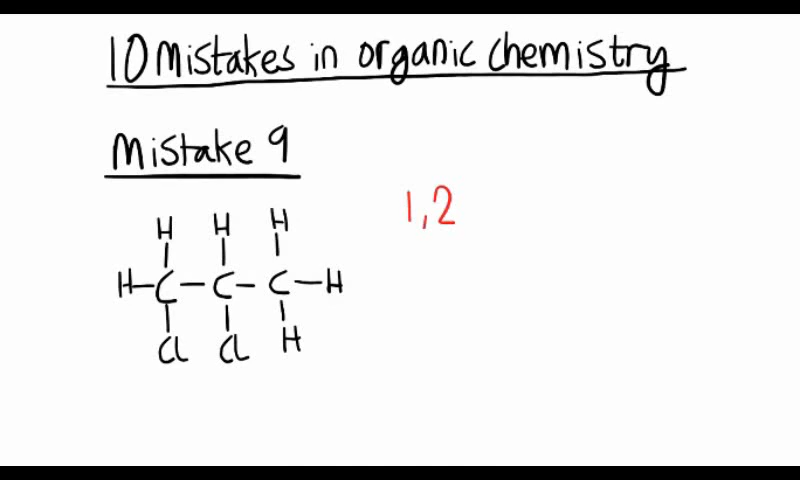 10 Mistakes in organic chemistry
Mistake 9
1,2
H H H
H-C-C-C-H
Cl Cl H